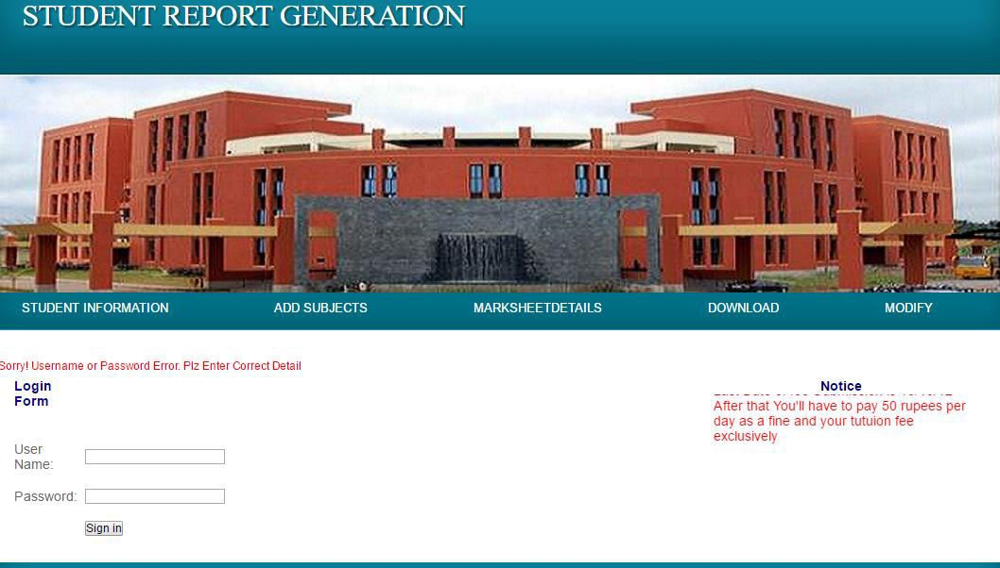 STUDENT REPORT GENERATION
STUDENT INFORMATION ADD SUBJECTS MARKSHEETDETAILS DOWNLOAD MODIFY
Sorry! Username or Password Error. Plz Enter Correct Detail
Login
Form
User
Name:
Password:
Sign in
Notice
After that You'll have to pay 50 rupees per
day as a fine and your tutuion fee
exclusively